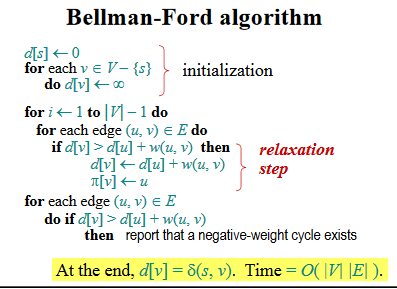 Bellman-Ford algorithm
d[s] ← 0
for each v ∈ V – {s}
do d[v] ← ∞
initialization
for i ← 1 to |V| – 1 do
for each edge (u, v) ∈ E do
if d[v] > d[u] + w(u, v) then
d[v] ← d[u] + w(u, v)
π[v] ← u
relaxation
step
for each edge (u, v) ∈ E
do if d[v] > d[u] + w(u, v)
then report that a negative-weight cycle exists
At the end, d[v] = δ(s, v). Time = O( |V| |E| ).